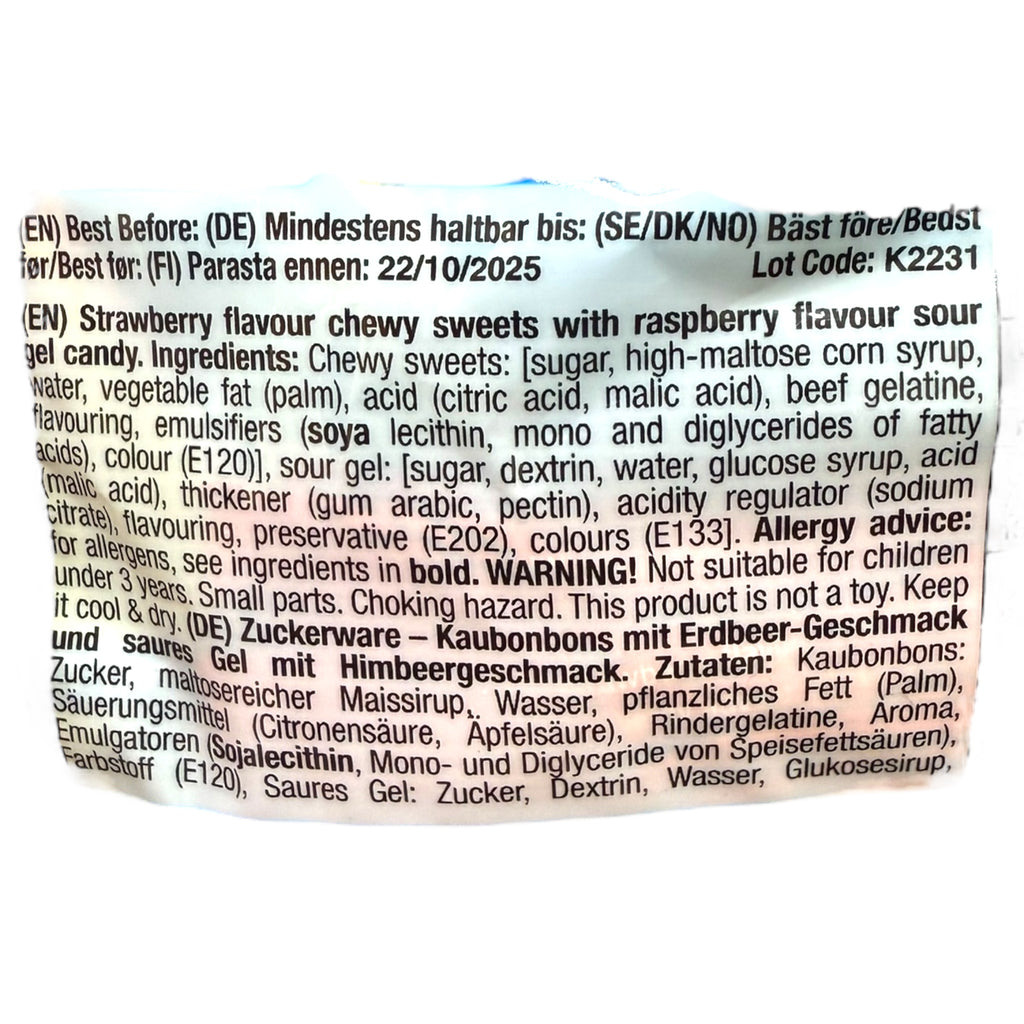 (EN) Best Before: (DE) Mindestens haltbar bis: (SE/DK/NO) Bäst före/Bedst
før/Best før: (FI) Parasta ennen: 22/10/2025 Lot Code: K2231
(EN) Strawberry flavour chewy sweets with raspberry flavour sour
gel candy. Ingredients: Chewy sweets: [sugar, high-maltose corn syrup,
water, vegetable fat (palm), acid (citric acid, malic acid), beef gelatine,
flavouring, emulsifiers (soya lecithin, mono and diglycerides of fatty
acids), colour (E120)], sour gel: [sugar, dextrin, water, glucose syrup, acid
(malic acid), thickener (gum arabic, pectin), acidity regulator (sodium
citrate), flavouring, preservative (E202), colours (E133]. Allergy advice:
for allergens, see ingredients in bold. WARNING! Not suitable for children
under 3 years. Small parts. Choking hazard. This product is not a toy. Keep
it cool & dry. (DE) Zuckerware – Kaubonbons mit Erdbeer-Geschmack
und saures Gel mit Himbeergeschmack. Zutaten: Kaubonbons:
Zucker, maltosereicher Maissirup, Wasser, pflanzliches Fett (Palm),
Säuerungsmittel (Citronensäure, Äpfelsäure), Rindergelatine, Aroma,
Emulgatoren (Sojalecithin, Mono- und Diglyceride von Speisefettsäuren),
Farbstoff (E120), Saures Gel: Zucker, Dextrin, Wasser, Glukosesirup,